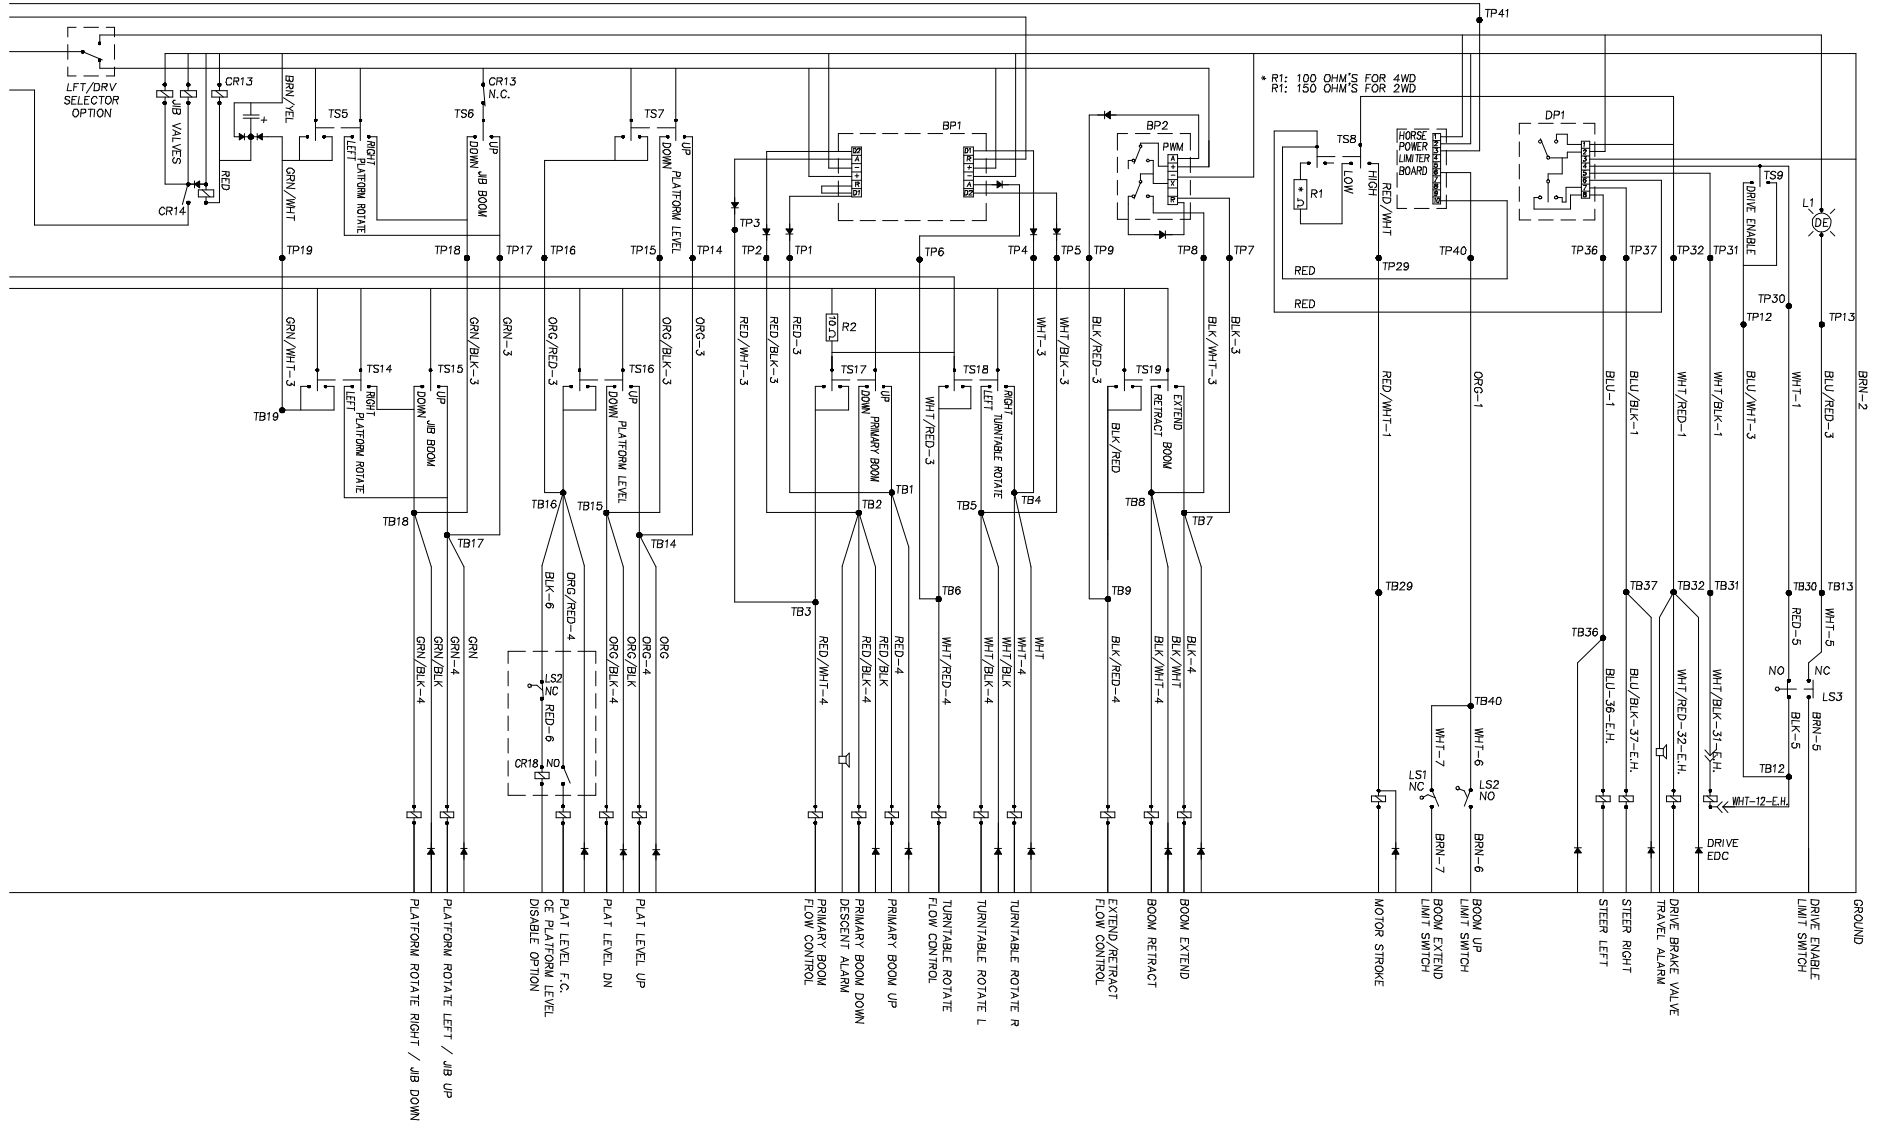 TP41
LFT/DRV
SELECTOR
OPTION
CR13
BRN/YEL
JIB VALVES
RED
CR14
GRN/WHT
TS5
LEFT
RIGHT
PLATFORM ROTATE
CR13
N.C.
TS6
UP
DOWN
JIB BOOM
TS7
UP
DOWN
PLATFORM LEVEL
BP1
BP2
PWM
* R1: 100 OHM'S FOR 4WD
R1: 150 OHM'S FOR 2WD
TS8
* R1
LOW
HIGH
RED/WHT
HORSE
POWER
LIMITER
BOARD
DP1
TS9
DRIVE ENABLE
L1
DE
TP19
TP18
TP17
TP16
TP15
TP14
TP3
TP2
TP1
TP6
TP4
TP5
TP9
TP8
TP7
TP29
TP40
TP36
TP37
TP32
TP31
TP30
TP12
TP13
RED
RED
GRN/WHT-3
GRN/BLK-3
GRN-3
ORG/RED-3
ORG/BLK-3
ORG-3
RED/WHT-3
RED/BLK-3
RED-3
10Ω
R2
WHT-3
WHT/BLK-3
BLK/RED-3
BLK/WHT-3
BLK-3
RED/WHT-1
ORG-1
BLU-1
BLU/BLK-1
WHT/RED-1
WHT/BLK-1
BLU/WHT-3
WHT-1
BLU/RED-3
BRN-2
TS14
LEFT
RIGHT
PLATFORM ROTATE
TS15
UP
DOWN
JIB BOOM
TS16
UP
DOWN
PLATFORM LEVEL
TS17
UP
DOWN
PRIMARY BOOM
TS18
WHT/RED-3
LEFT
RIGHT
TURNTABLE ROTATE
TS19
BLK/RED
RETRACT
EXTEND
BOOM
TB19
TB18
TB17
TB16
TB15
TB14
TB3
TB2
TB1
TB6
TB5
TB4
TB9
TB8
TB7
TB29
TB40
TB36
TB37
TB32
TB31
TB30
TB13
TB12
GRN/BLK-4
GRN/BLK
GRN-4
GRN
BLK-6
ORG/RED-4
LS2
NC
RED-6
CR18
NO
ORG/BLK-4
ORG/BLK
ORG-4
ORG
RED/WHT-4
RED/BLK-4
RED/BLK
RED-4
WHT/RED-4
WHT/BLK-4
WHT/BLK
WHT-4
WHT
BLK/RED-4
BLK/WHT-4
BLK/WHT
BLK-4
WHT-7
WHT-6
LS1
NC
LS2
NO
BRN-7
BRN-6
BLU-36-E.H.
BLU/BLK-37-E.H.
WHT/RED-32-E.H.
WHT/BLK-31-E.H.
RED-5
WHT-5
NO
NC
LS3
BLK-5
BRN-5
WHT-12-E.H.
DRIVE
EDC
PLATFORM ROTATE RIGHT / JIB DOWN
PLATFORM ROTATE LEFT / JIB UP
PLAT LEVEL F.C.
CE PLATFORM LEVEL
DISABLE OPTION
PLAT LEVEL DN
PLAT LEVEL UP
PRIMARY BOOM
FLOW CONTROL
PRIMARY BOOM DOWN
DESCENT ALARM
PRIMARY BOOM UP
TURNTABLE ROTATE
FLOW CONTROL
TURNTABLE ROTATE L
TURNTABLE ROTATE R
EXTEND/RETRACT
FLOW CONTROL
BOOM RETRACT
BOOM EXTEND
MOTOR STROKE
BOOM EXTEND
LIMIT SWITCH
BOOM UP
LIMIT SWITCH
STEER LEFT
STEER RIGHT
DRIVE BRAKE VALVE
TRAVEL ALARM
DRIVE ENABLE
LIMIT SWITCH
GROUND